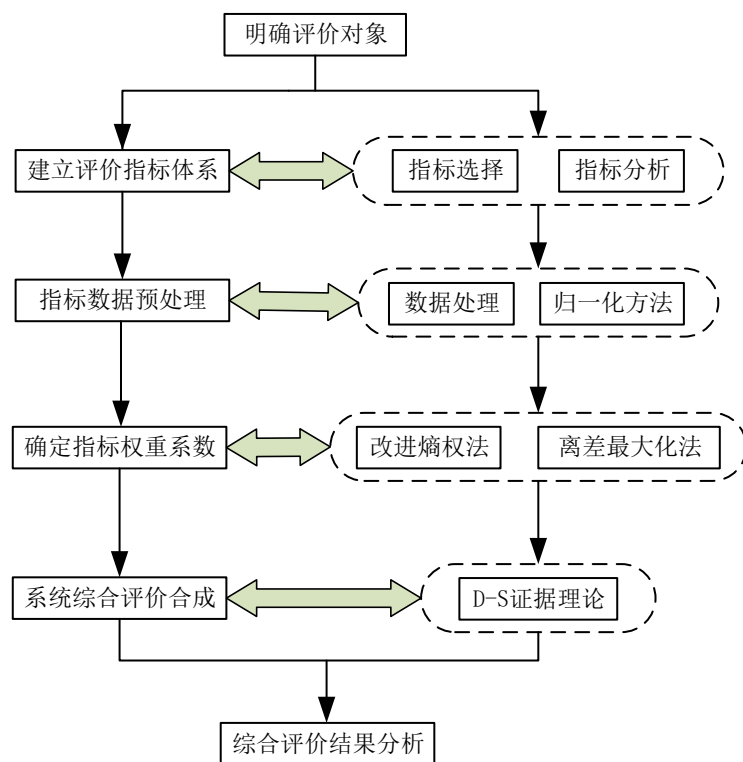 明确评价对象
建立评价指标体系
指标选择
指标分析
指标数据预处理
数据处理
归一化方法
确定指标权重系数
改进熵权法
离差最大化法
系统综合评价合成
D-S证据理论
综合评价结果分析